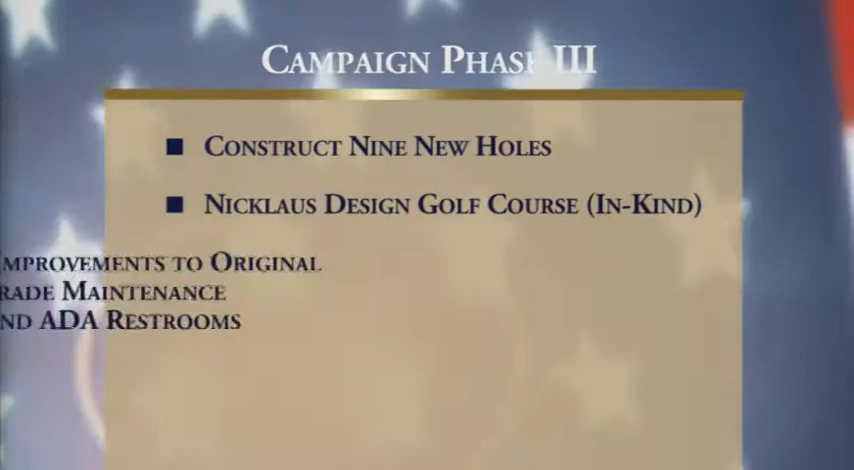 CAMPAIGN PHASE III
■ CONSTRUCT NINE NEW HOLES
■ NICKLAUS DESIGN GOLF COURSE (IN-KIND)
MPROVEMENTS TO ORIGINAL
RADE MAINTENANCE
ND ADA RESTROOMS